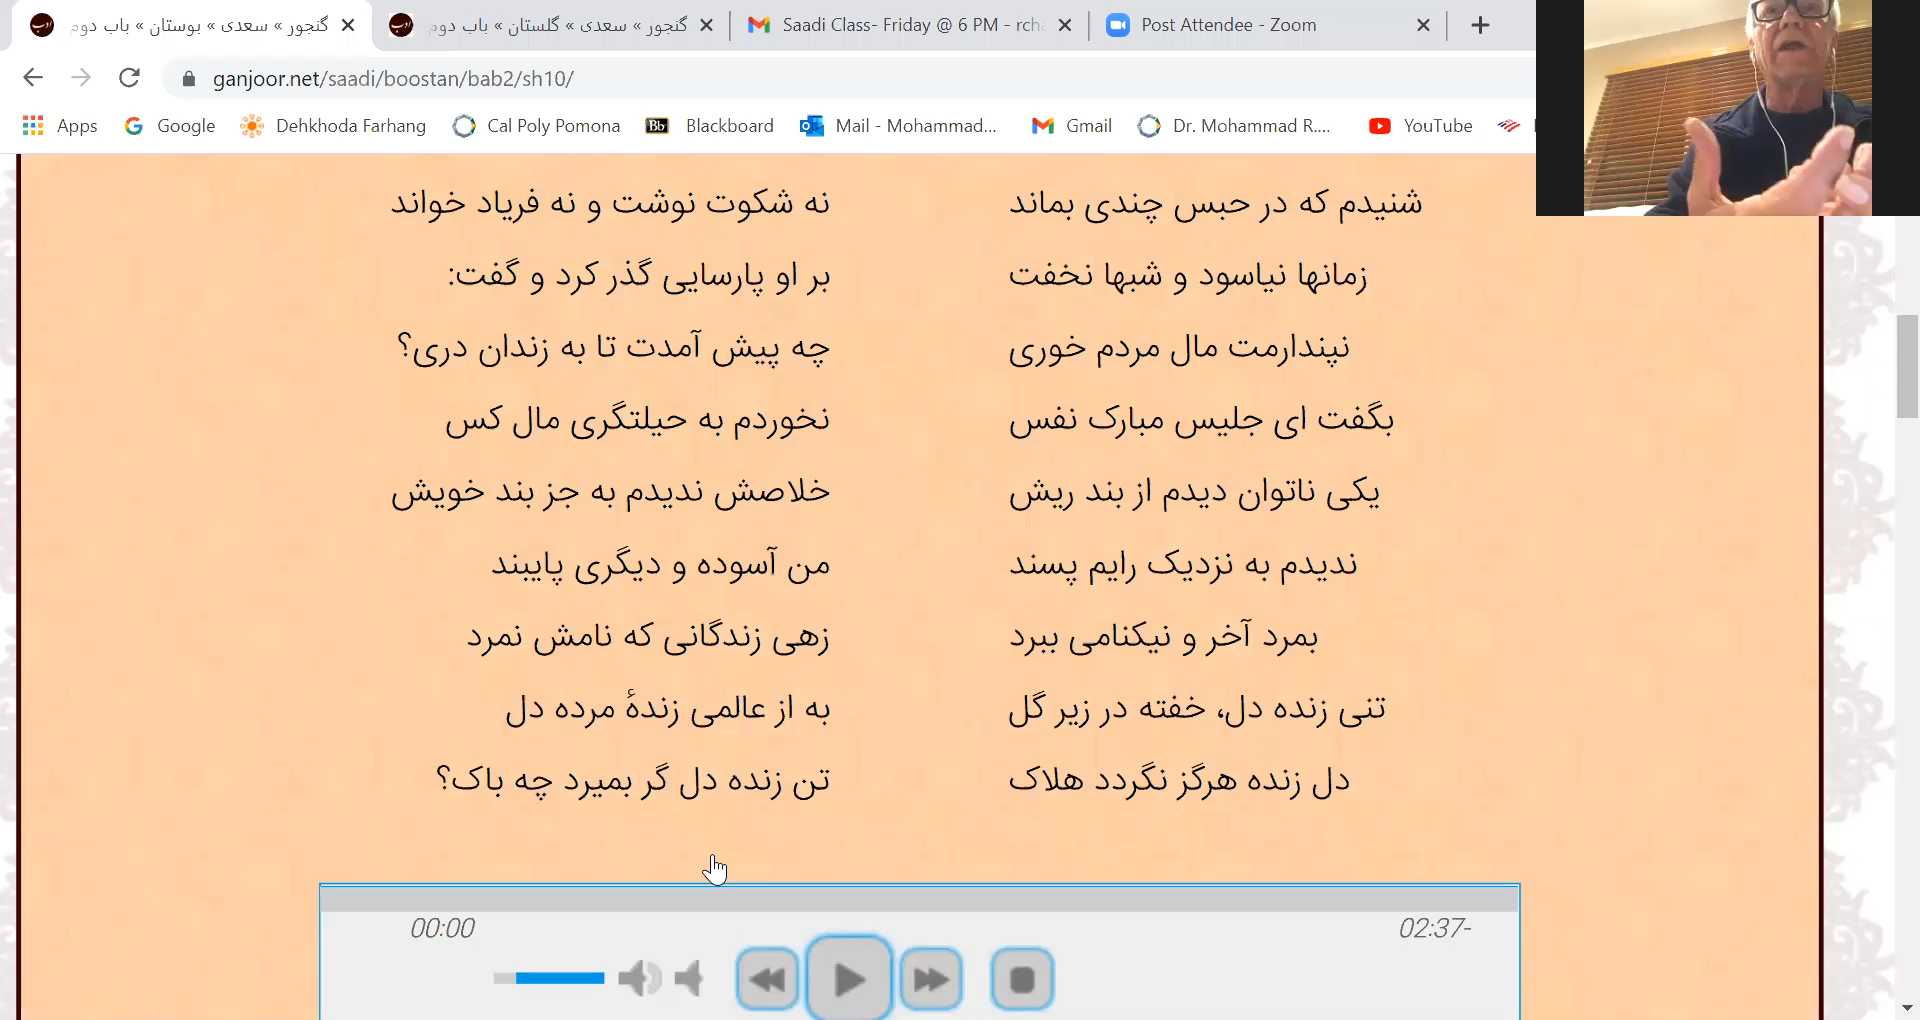 گنجور » سعدی » بوستان » باب دوم
گنجور » سعدی » گلستان » باب دوم
Saadi Class- Friday @ 6 PM - rch
Post Attendee - Zoom
ganjoor.net/saadi/boostan/bab2/sh10/
Apps Google Dehkhoda Farhang Cal Poly Pomona Bb Blackboard Mail - Mohammad... Gmail Dr. Mohammad R.... YouTube
شنیدم که در حبس چندی بماند نه شکوت نوشت و نه فریاد خواند
زمانها نیاسود و شبها نخفت بر او پارسایی گذر کرد و گفت:
نپندارمت مال مردم خوری چه پیش آمدت تا به زندان دری؟
بگفت ای جلیس مبارک نفس نخوردم به حیلتگری مال کس
یکی ناتوان دیدم از بند ریش خلاصش ندیدم به جز بند خویش
ندیدم به نزدیک رایم پسند من آسوده و دیگری پایبند
بمرد آخر و نیکنامی ببرد زهی زندگانی که نامش نمرد
تنی زنده دل، خفته در زیر گل به از عالمی زندهٔ مرده دل
دل زنده هرگز نگردد هلاک تن زنده دل گر بمیرد چه باک؟
00:00 02:37-